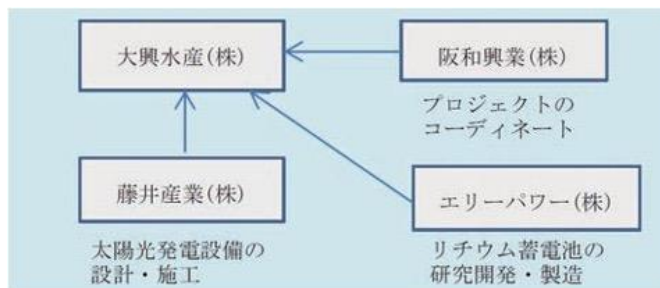 大興水産(株)
阪和興業(株)
プロジェクトの
コーディネート
藤井産業(株)
エリーパワー(株)
太陽光発電設備の
設計・施工
リチウム蓄電池の
研究開発・製造